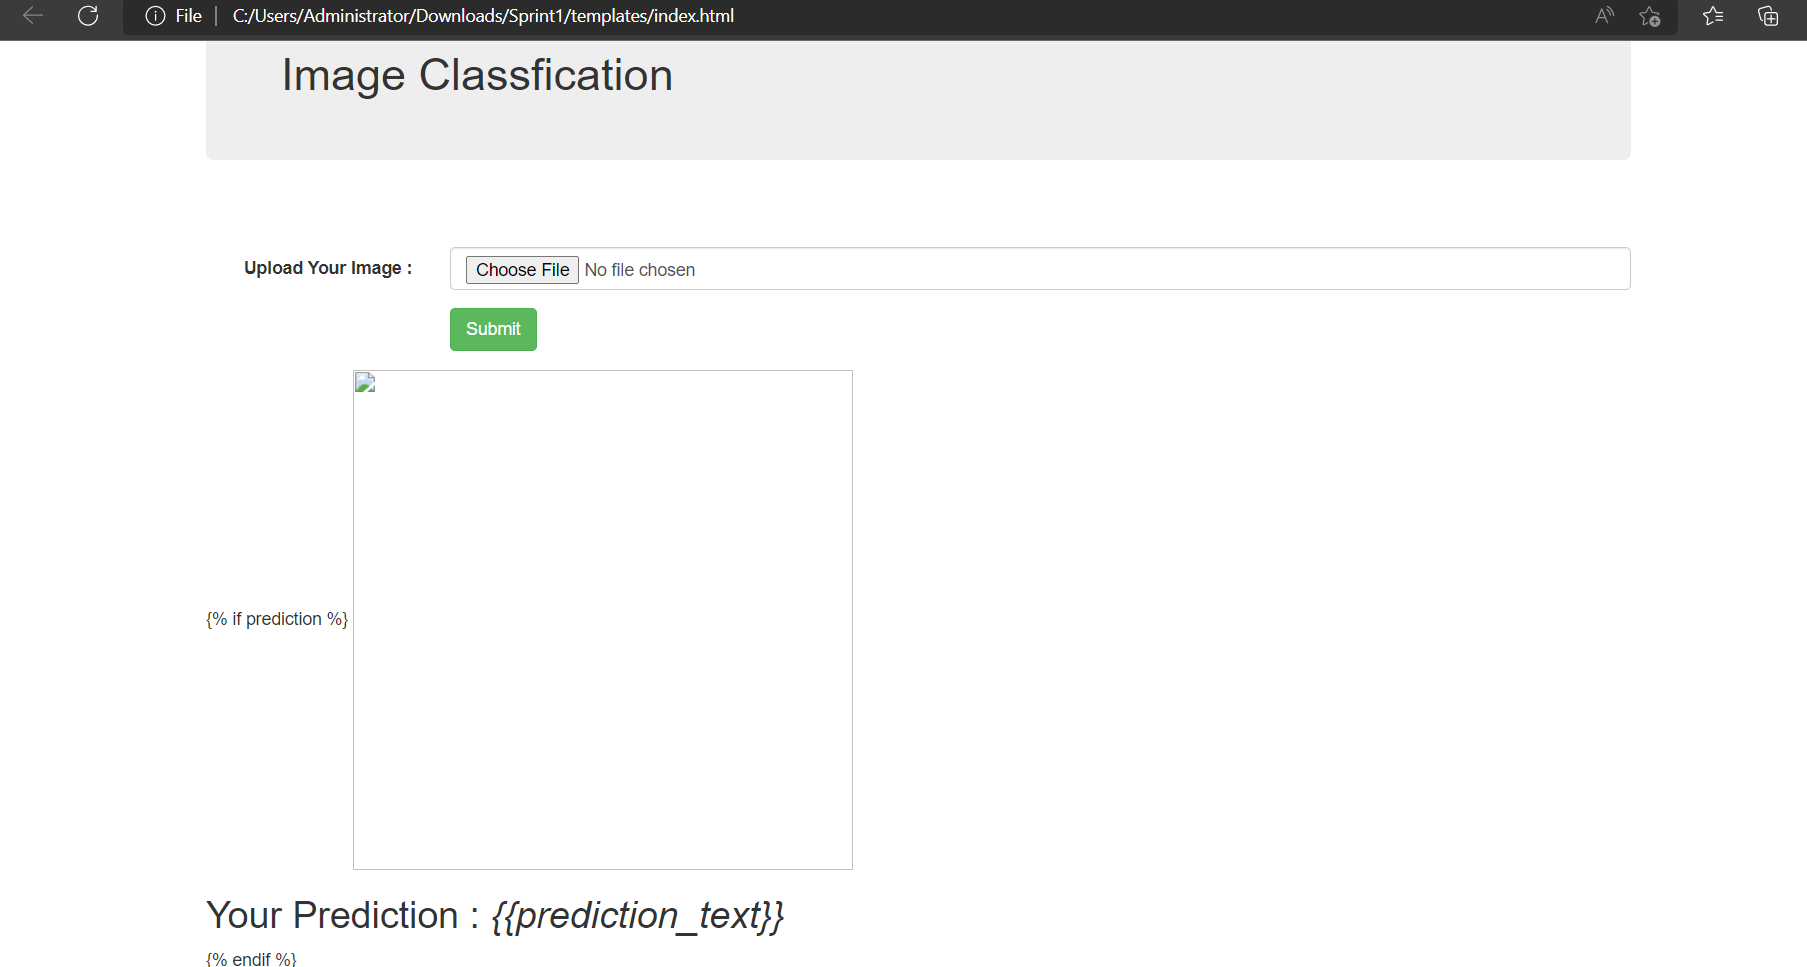 File | C:/Users/Administrator/Downloads/Sprint1/templates/index.html
Image Classfication
Upload Your Image : Choose File No file chosen
Submit
{% if prediction %}
Your Prediction : {{prediction_text}}
{% endif %}